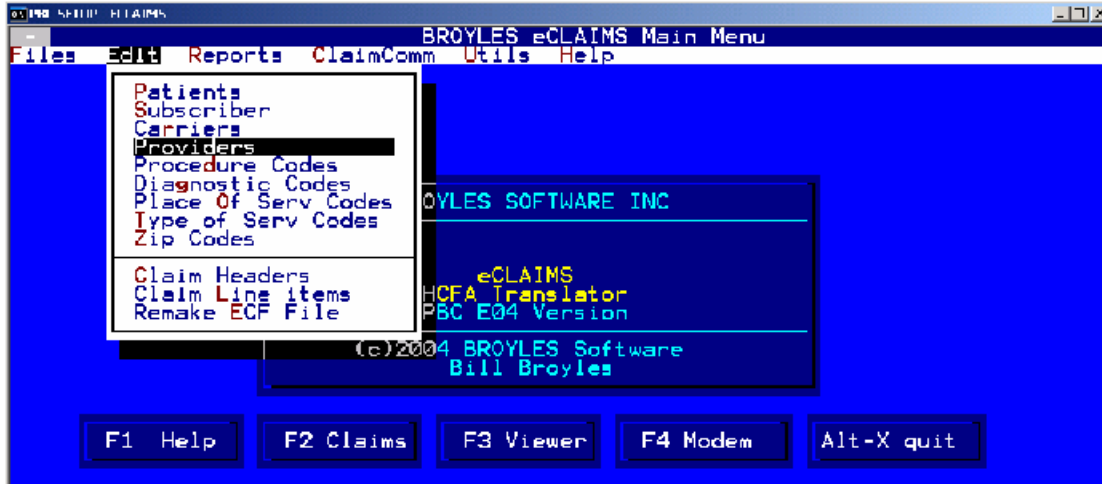 BROYLES eCLAIMS Main Menu
Files Edit Reports ClaimComm Utils Help
Patients
Subscriber
Carriers
Providers
Procedure Codes
Diagnostic Codes
Place Of Serv Codes
Type of Serv Codes
Zip Codes
Claim Headers
Claim Line items
Remake ECF File
OYLES SOFTWARE INC
eCLAIMS
HCFA Translator
PBC E04 Version
(c)2004 BROYLES Software
Bill Broyles
F1 Help F2 Claims F3 Viewer F4 Modem Alt-X quit